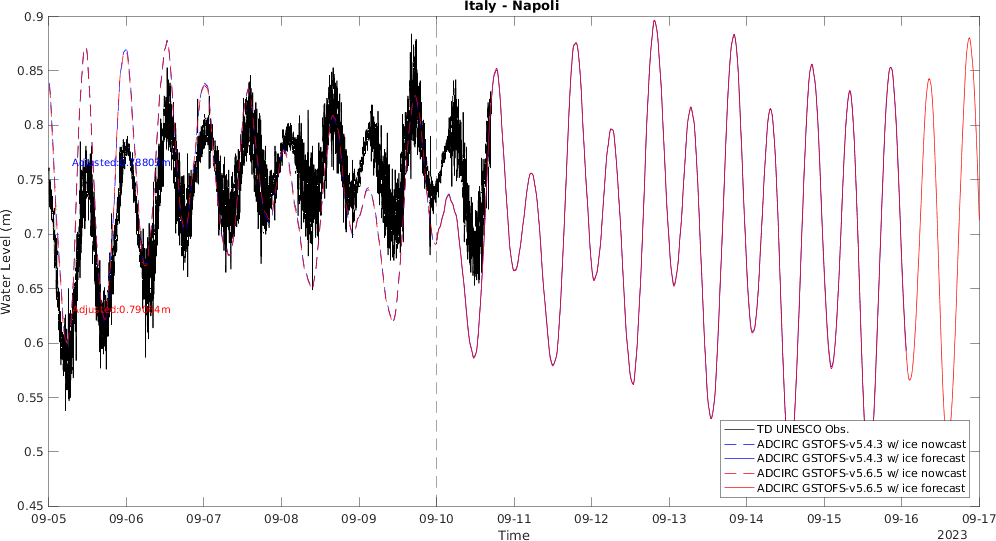 Italy - Napoli
0.9
0.85
0.8
0.75
0.7
0.65
0.6
0.55
0.5
0.45
Water Level (m)
Adjusted:0.79084m
TD UNESCO Obs.
ADCIRC GSTOFS-v5.4.3 w/ ice nowcast
ADCIRC GSTOFS-v5.4.3 w/ ice forecast
ADCIRC GSTOFS-v5.6.5 w/ ice nowcast
ADCIRC GSTOFS-v5.6.5 w/ ice forecast
09-05 09-06 09-07 09-08 09-09 09-10 09-11 09-12 09-13 09-14 09-15 09-16 09-17
Time
2023